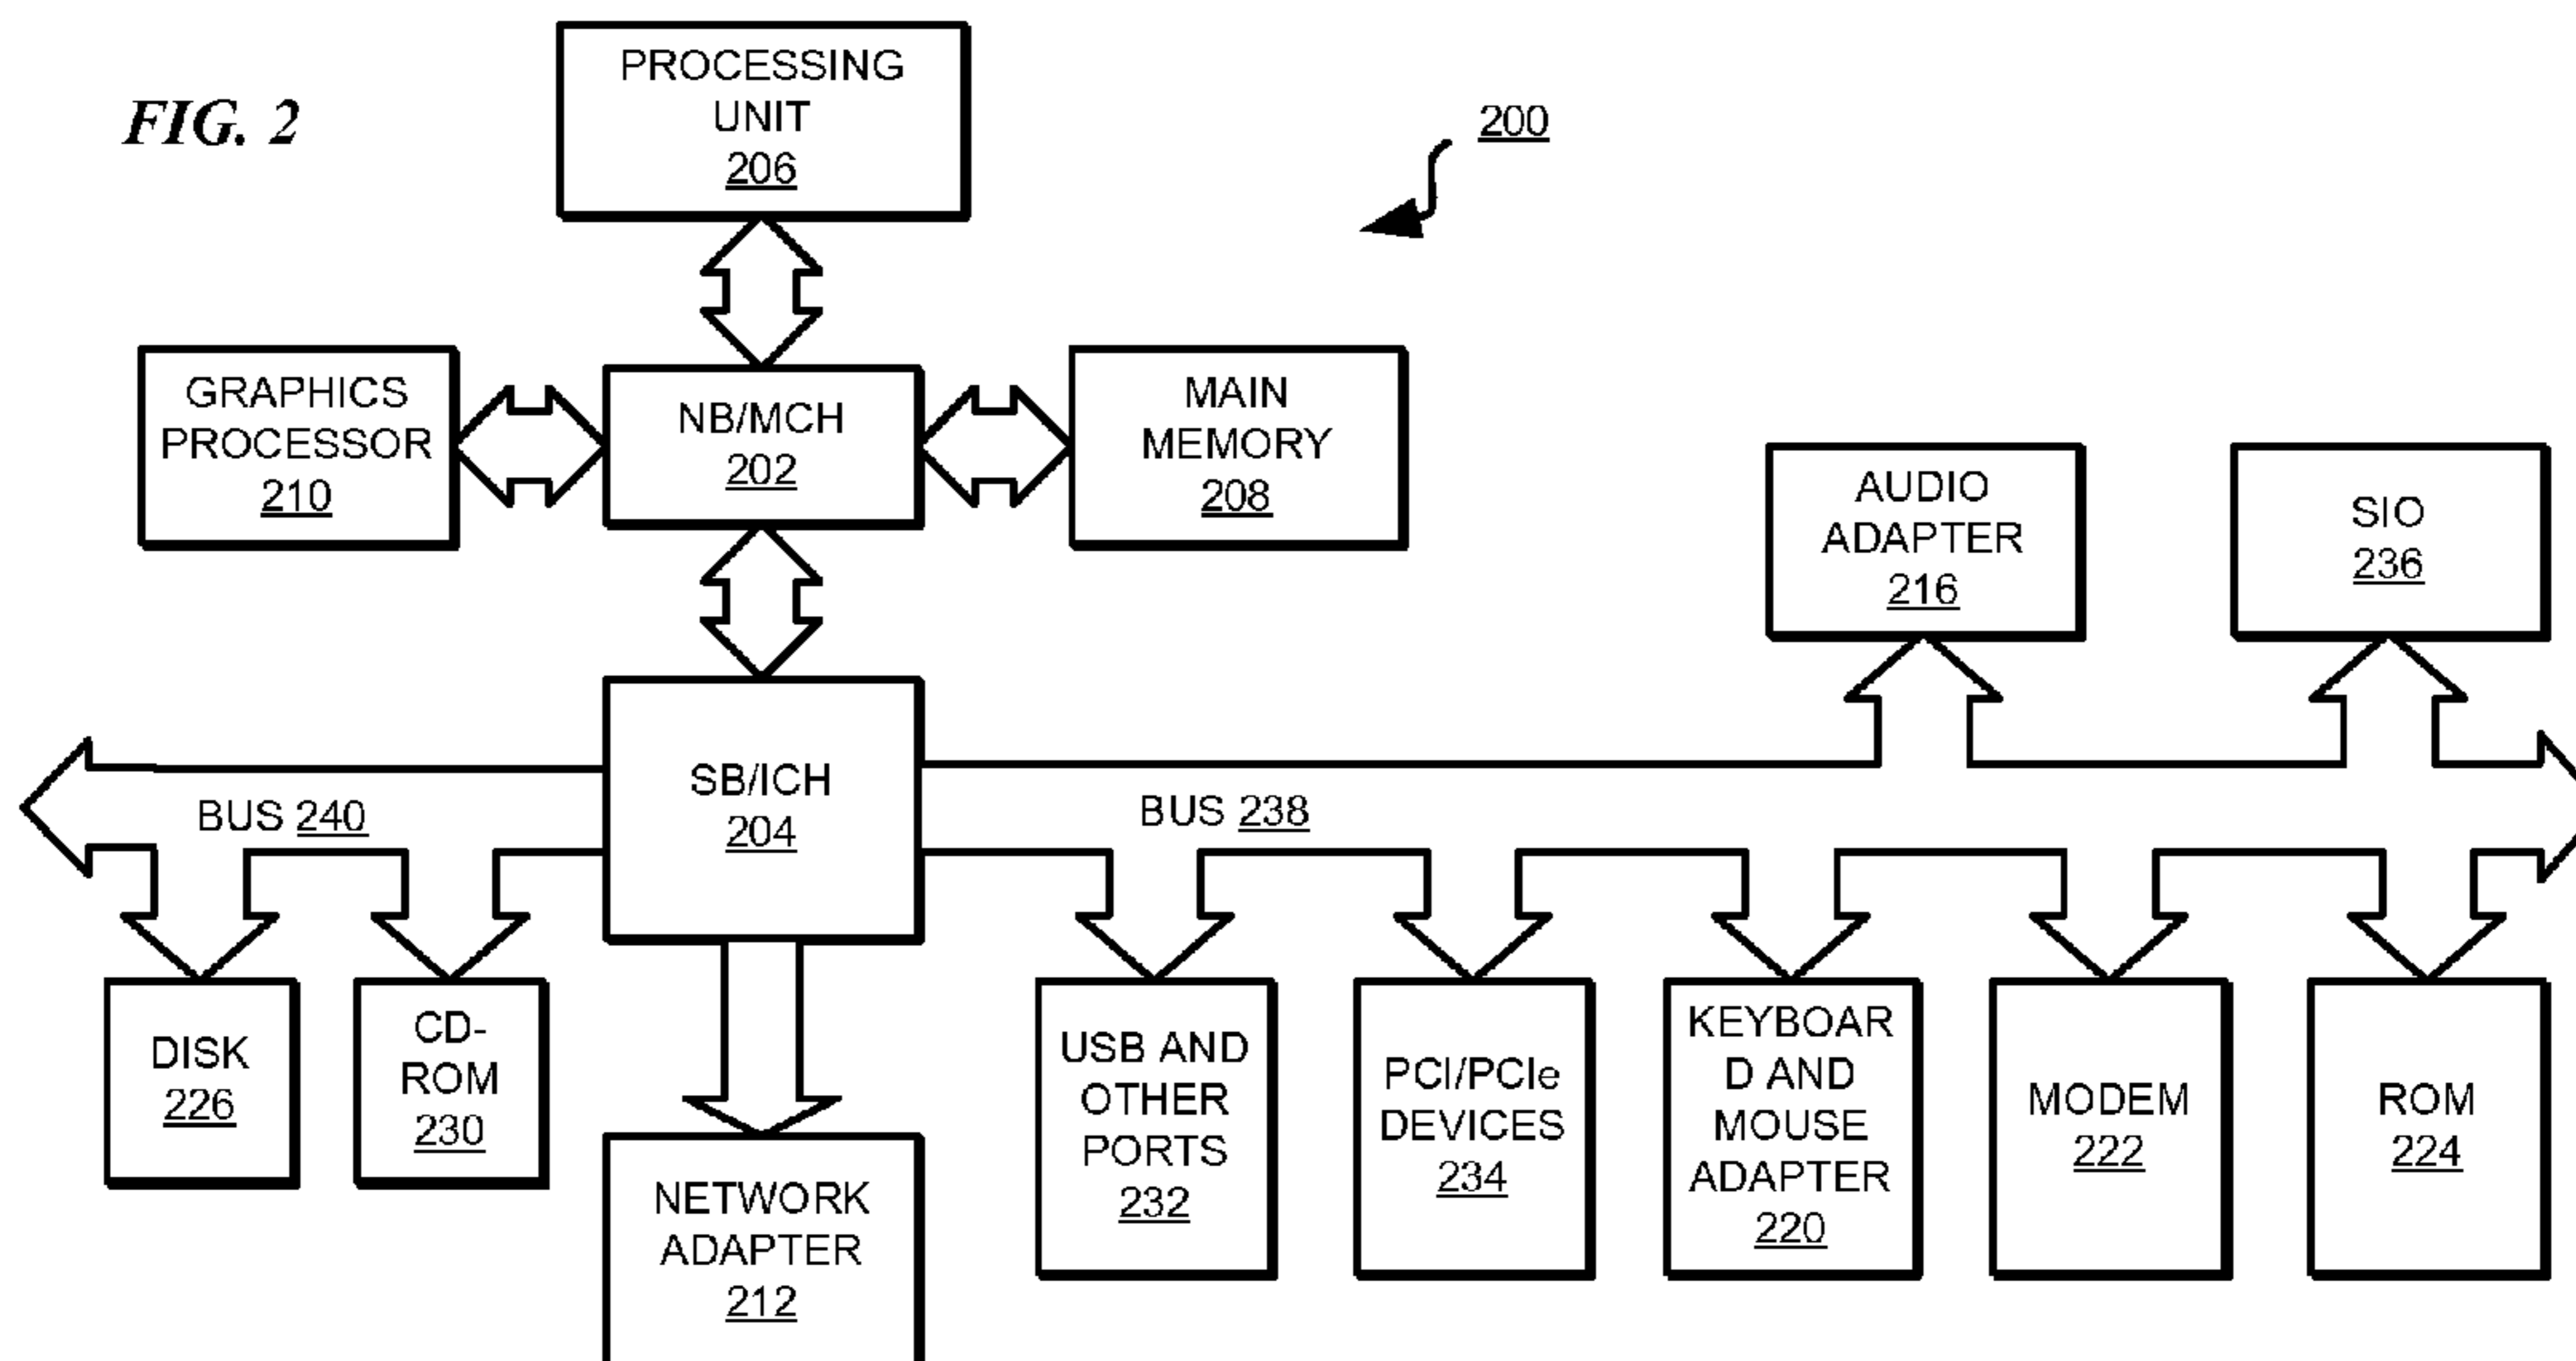 FIG. 2
PROCESSING
UNIT
206
200
GRAPHICS
PROCESSOR
210
NB/MCH
202
MAIN
MEMORY
208
AUDIO
ADAPTER
216
SIO
236
SB/ICH
204
BUS 240
BUS 238
DISK
226
CD-
ROM
230
NETWORK
ADAPTER
212
USB AND
OTHER
PORTS
232
PCI/PCIe
DEVICES
234
KEYBOAR
D AND
MOUSE
ADAPTER
220
MODEM
222
ROM
224